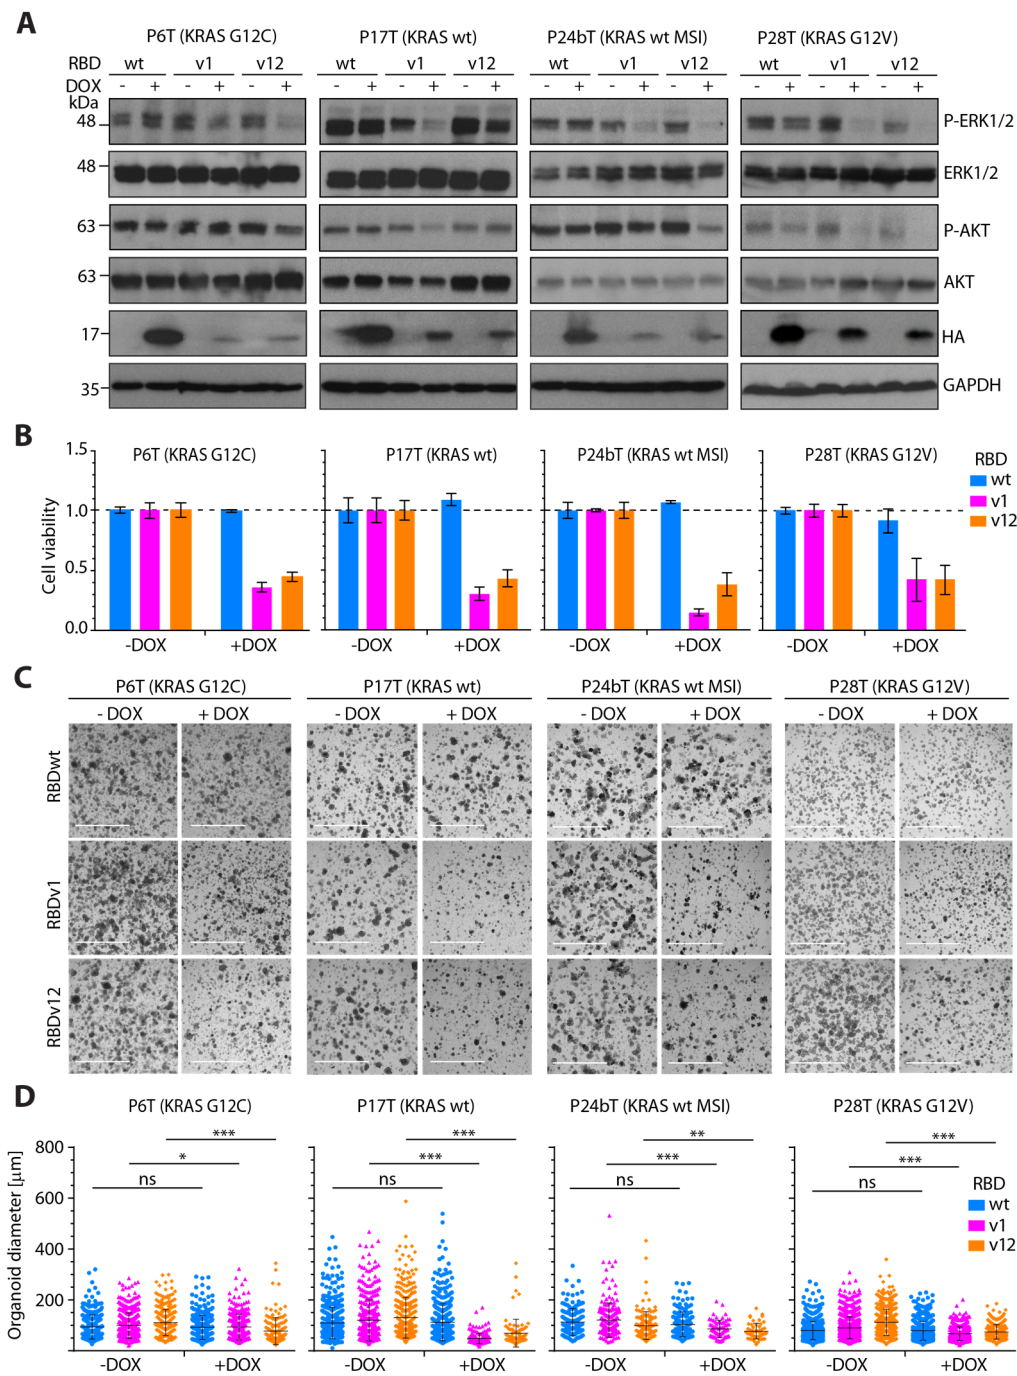 A
P6T (KRAS G12C) P17T (KRAS wt) P24bT (KRAS wt MSI) P28T (KRAS G12V)
RBD wt v1 v12 wt v1 v12 wt v1 v12 wt v1 v12
DOX - + - + - + - + - + - + - + - + - + - + - + - +
kDa
48 P-ERK1/2
48 ERK1/2
63 P-AKT
63 AKT
17 HA
35 GAPDH
B
P6T (KRAS G12C) P17T (KRAS wt) P24bT (KRAS wt MSI) P28T (KRAS G12V)
Cell viability
1.5
1.0
0.5
0.0
RBD
wt
v1
v12
-DOX +DOX -DOX +DOX -DOX +DOX -DOX +DOX
C
P6T (KRAS G12C) P17T (KRAS wt) P24bT (KRAS wt MSI) P28T (KRAS G12V)
- DOX + DOX - DOX + DOX - DOX + DOX - DOX + DOX
RBDwt
RBDv1
RBDv12
D
P6T (KRAS G12C) P17T (KRAS wt) P24bT (KRAS wt MSI) P28T (KRAS G12V)
Organoid diameter [µm]
800
600
400
200
*** *** ** ***
* *** *** ***
ns ns ns ns
RBD
wt
v1
v12
-DOX +DOX -DOX +DOX -DOX +DOX -DOX +DOX